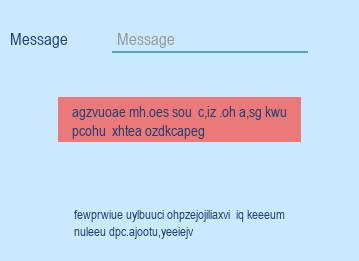 Message Message
agzvuoae mh.oes sou c,iz .oh a,sg kwu
pcohu xhtea ozdkcapeg
fewprwiue uylbuuci ohpzejojiliaxvi iq keeeum
nuleeu dpc.ajootu,yeeiejv